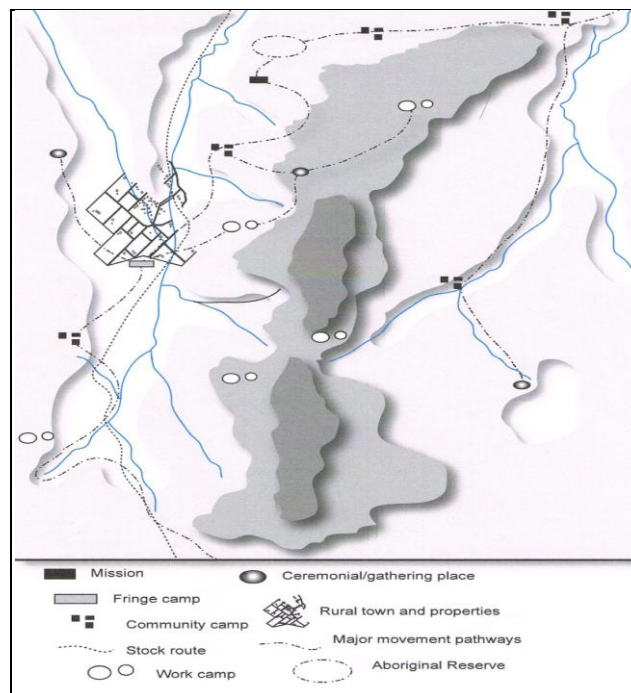 Mission
Ceremonial/gathering place
Fringe camp
Rural town and properties
Community camp
Major movement pathways
Stock route
Aboriginal Reserve
Work camp